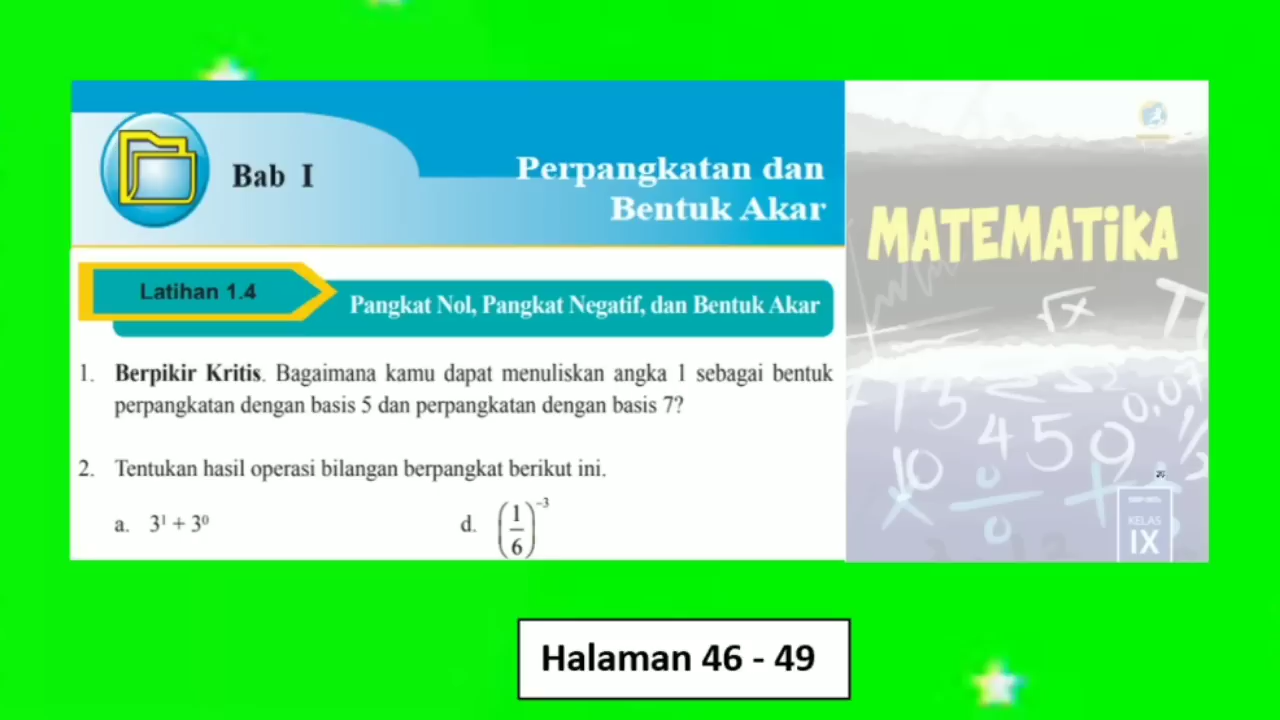 Bab I
Perpangkatan dan
Bentuk Akar
MATEMATiKA
Latihan 1.4
Pangkat Nol, Pangkat Negatif, dan Bentuk Akar
1. Berpikir Kritis. Bagaimana kamu dapat menuliskan angka 1 sebagai bentuk
perpangkatan dengan basis 5 dan perpangkatan dengan basis 7?
2. Tentukan hasil operasi bilangan berpangkat berikut ini.
a. 3¹ + 3⁰
d. (1/6)⁻³
KELAS
IX
Halaman 46 - 49